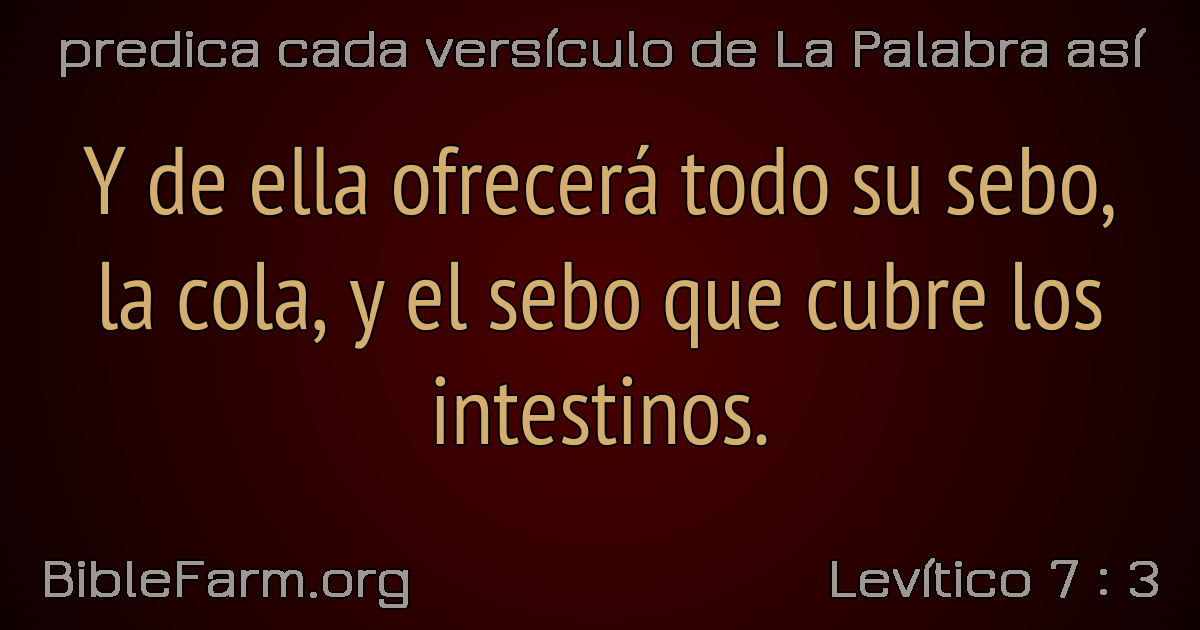 predica cada versículo de La Palabra así
Y de ella ofrecerá todo su sebo,
la cola, y el sebo que cubre los
intestinos.
BibleFarm.org
Levítico 7 : 3